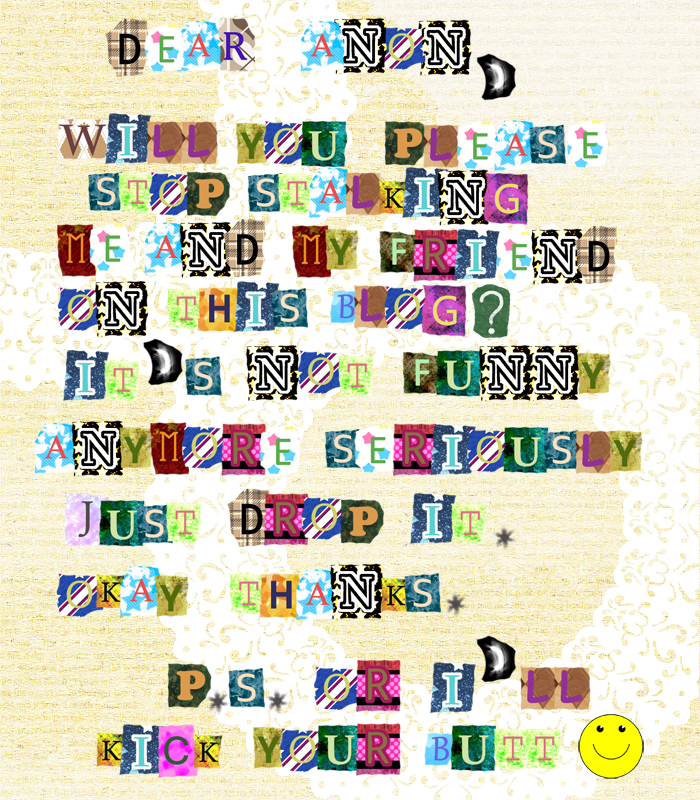 DEAR ANON,
WILL YOU PLEASE
STOP STALKING
ME AND MY FRIEND
ON THIS BLOG?
IT'S NOT FUNNY
ANYMORE SERIOUSLY
JUST DROP IT.
OKAY THANKS.
P.S. OR I'LL
KICK YOUR BUTT